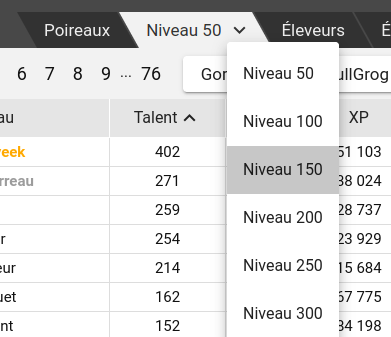 Poireaux Niveau 50 Éleveurs É
6 7 8 9 ... 76 Gor ullGrog
Niveau 50
Niveau 100
Niveau 150
Niveau 200
Niveau 250
Niveau 300
au Talent XP
eek 402 51 103
rreau 271 38 024
259 28 737
r 254 23 929
eur 214 15 684
uet 162 67 775
nt 152 34 198